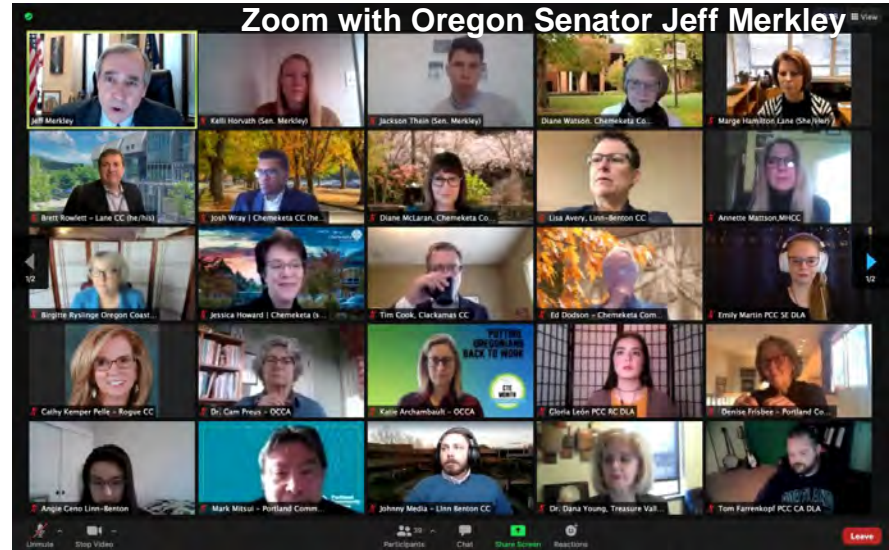 Zoom with Oregon Senator Jeff Merkley
View
Jeff Merkley
Kelli Horvath (Sen. Merkley)
Jackson Thein (Sen. Merkley)
Diane Watson. Chemeketa Co...
Marge Hamilton Lane (She/Her)
Brett Rowlett - Lane CC (he/his)
Josh Wray | Chemeketa CC (he...
Diane McLaran, Chemeketa Co...
Lisa Avery, Linn-Benton CC
Annette Mattson,MHCC
1/2
Birgitte Ryslinge Oregon Coast...
Jessica Howard | Chemeketa (s...
Tim Cook, Clackamas CC
Ed Dodson - Chemeketa Com...
Emily Martin PCC SE DLA
1/2
PUTTING
OREGONIANS
BACK TO WORK
CTE
MONTH
Cathy Kemper Pelle - Rogue CC
Dr. Cam Preus - OCCA
Katie Archambault - OCCA
Gloria León PCC RC DLA
Denise Frisbee - Portland Co...
Angie Geno Linn-Benton
Mark Mitsui - Portland Comm...
Johnny Media - Linn Benton CC
Dr. Dana Young, Treasure Vall...
Tom Farrenkopf PCC CA DLA
Unmute
Stop Video
Participants
Chat
Share Screen
Reactions
Leave